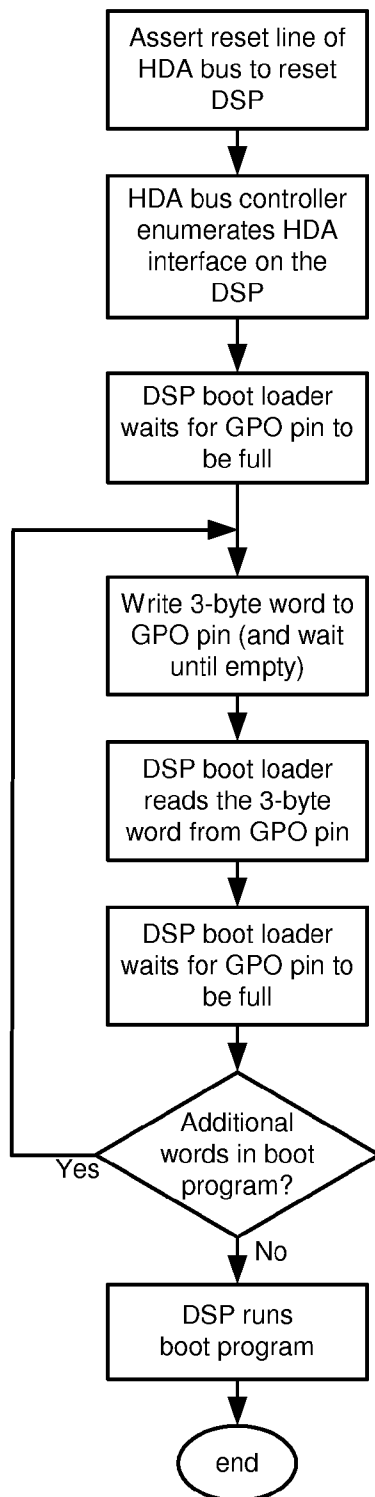 Assert reset line of
HDA bus to reset
DSP
HDA bus controller
enumerates HDA
interface on the
DSP
DSP boot loader
waits for GPO pin to
be full
Write 3-byte word to
GPO pin (and wait
until empty)
DSP boot loader
reads the 3-byte
word from GPO pin
DSP boot loader
waits for GPO pin to
be full
Additional
words in boot
program?
Yes
No
DSP runs
boot program
end